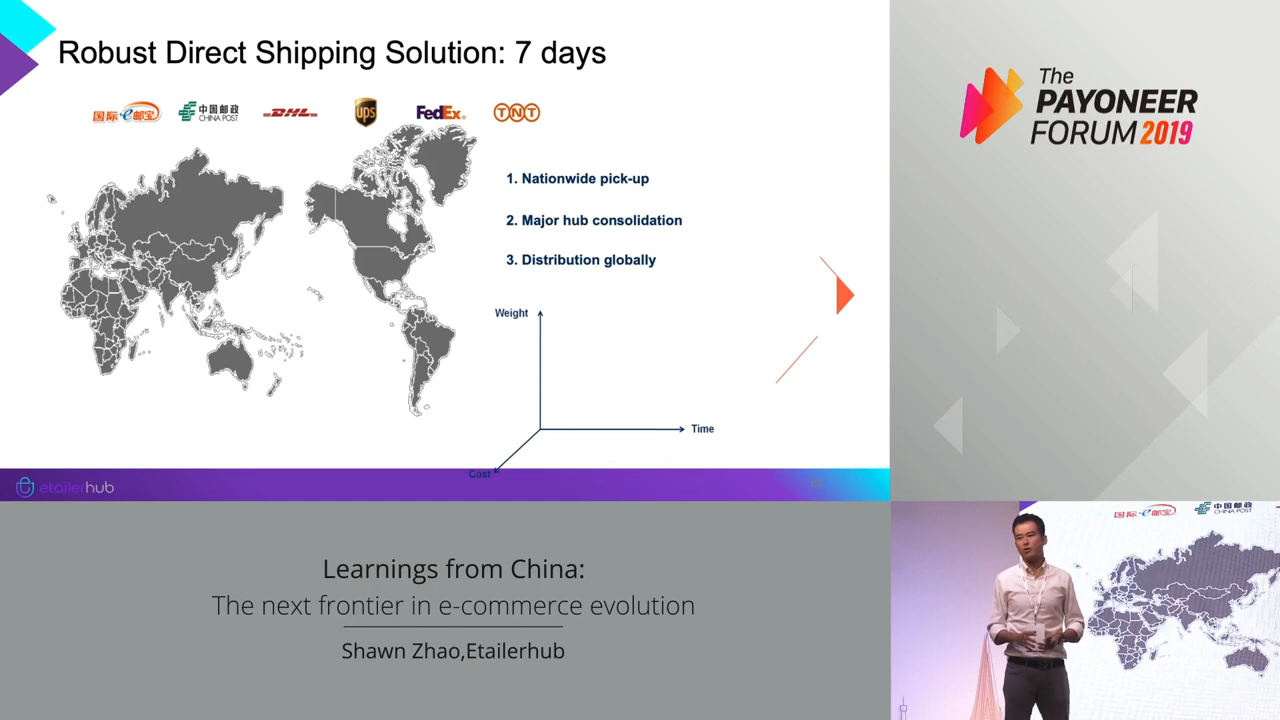 Robust Direct Shipping Solution: 7 days
国际e邮宝
中国邮政
CHINA POST
DHL
ups
FedEx
TNT
1. Nationwide pick-up
2. Major hub consolidation
3. Distribution globally
Weight
Time
Cost
etailerhub
The
PAYONEER
FORUM 2019
Learnings from China:
The next frontier in e-commerce evolution
Shawn Zhao,Etailerhub
国际e邮宝
中国邮政
CHINA POST